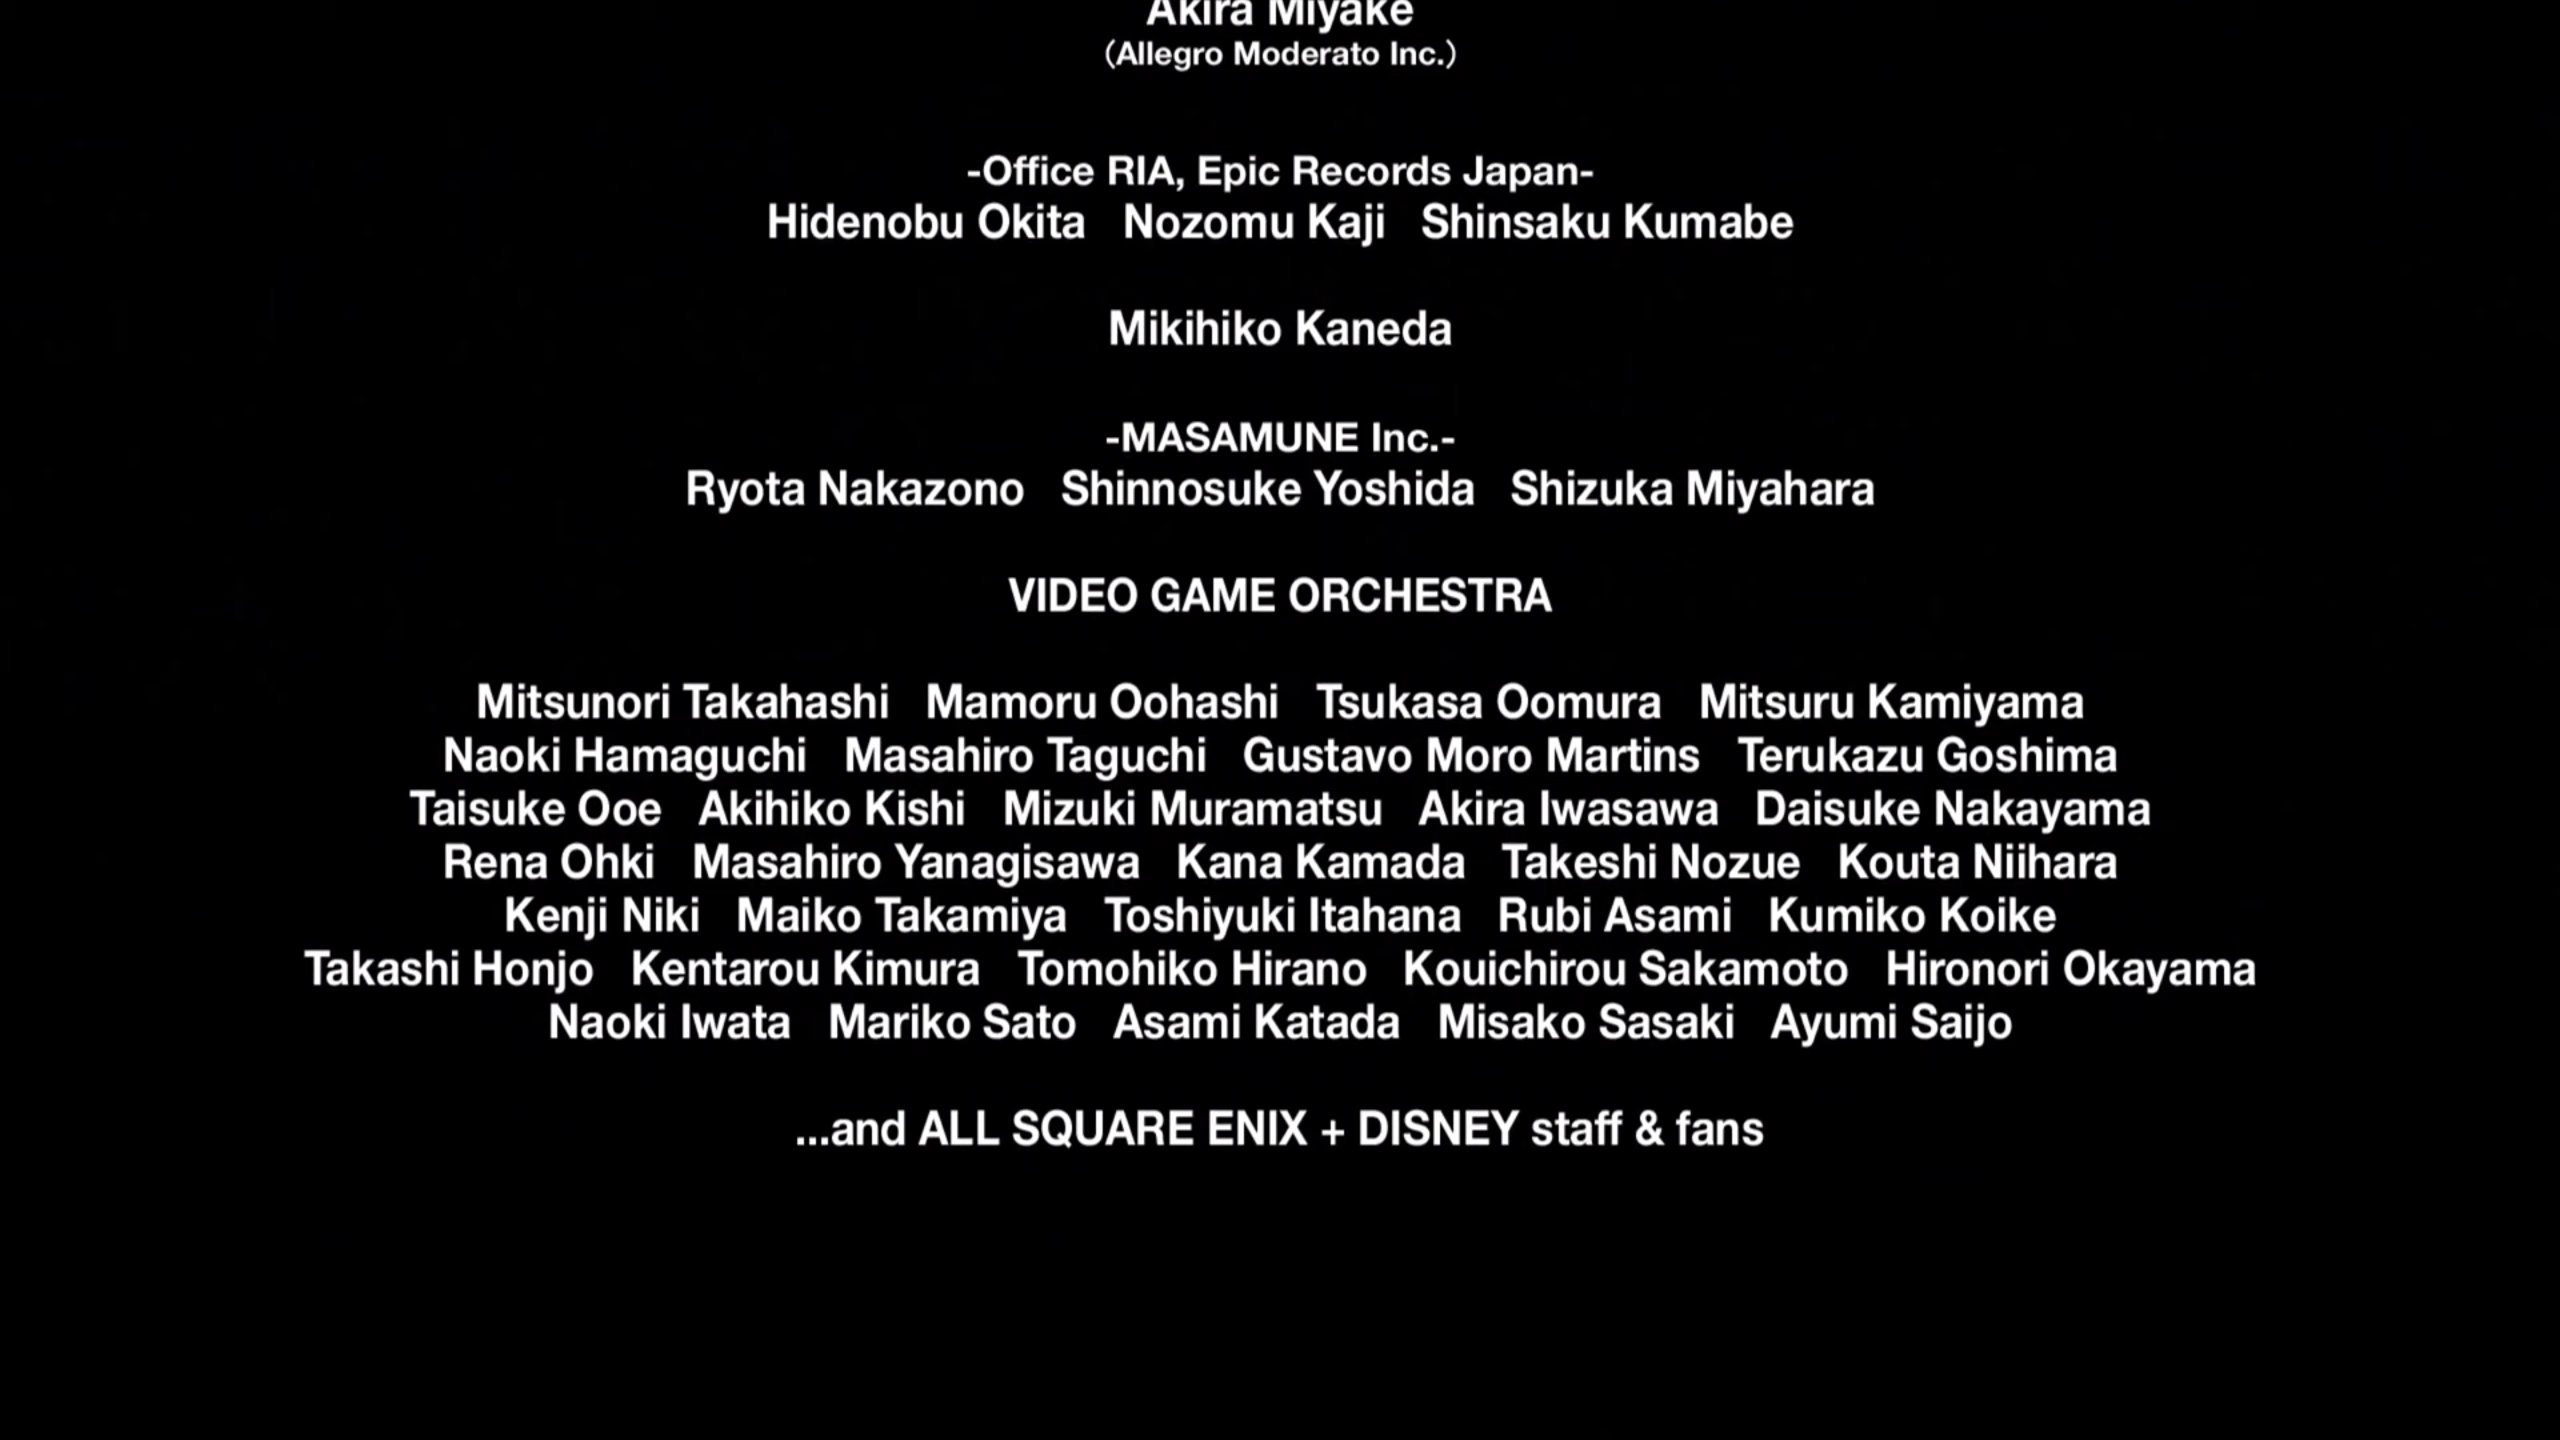 Akira Miyake
(Allegro Moderato Inc.)
-Office RIA, Epic Records Japan-
Hidenobu Okita Nozomu Kaji Shinsaku Kumabe
Mikihiko Kaneda
-MASAMUNE Inc.-
Ryota Nakazono Shinnosuke Yoshida Shizuka Miyahara
VIDEO GAME ORCHESTRA
Mitsunori Takahashi Mamoru Oohashi Tsukasa Oomura Mitsuru Kamiyama
Naoki Hamaguchi Masahiro Taguchi Gustavo Moro Martins Terukazu Goshima
Taisuke Ooe Akihiko Kishi Mizuki Muramatsu Akira Iwasawa Daisuke Nakayama
Rena Ohki Masahiro Yanagisawa Kana Kamada Takeshi Nozue Kouta Niihara
Kenji Niki Maiko Takamiya Toshiyuki Itahana Rubi Asami Kumiko Koike
Takashi Honjo Kentarou Kimura Tomohiko Hirano Kouichirou Sakamoto Hironori Okayama
Naoki Iwata Mariko Sato Asami Katada Misako Sasaki Ayumi Saijo
...and ALL SQUARE ENIX + DISNEY staff & fans